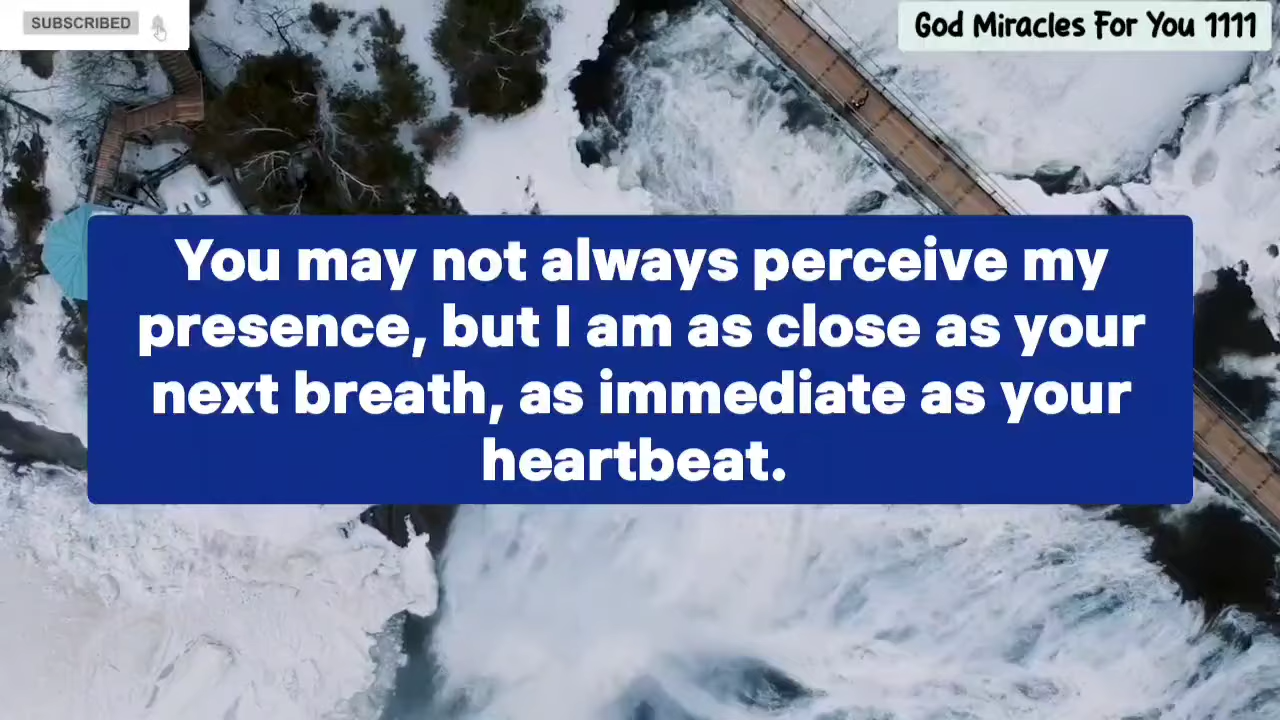 SUBSCRIBED
God Miracles For You 1111
You may not always perceive my
presence, but I am as close as your
next breath, as immediate as your
heartbeat.